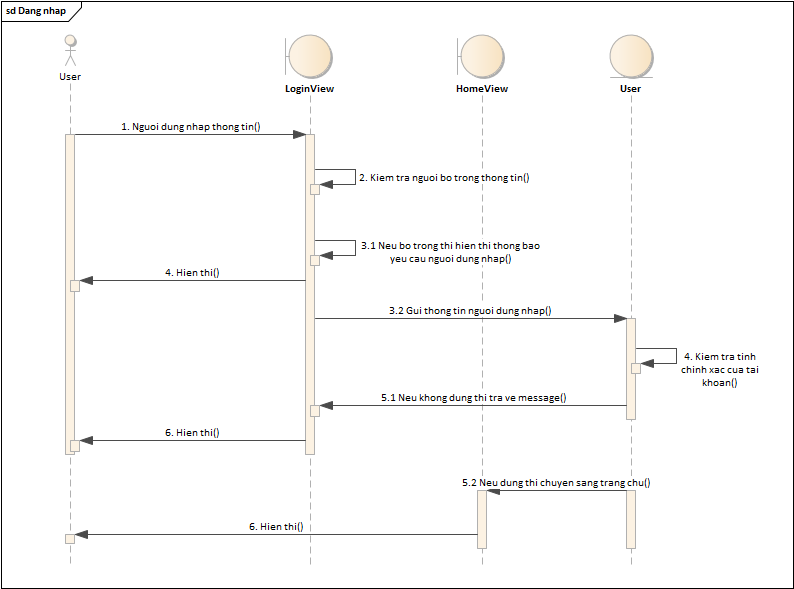 sd Dang nhap
User
LoginView
HomeView
User
1. Nguoi dung nhap thong tin()
2. Kiem tra nguoi bo trong thong tin()
3.1 Neu bo trong thi hien thi thong bao
yeu cau nguoi dung nhap()
4. Hien thi()
3.2 Gui thong tin nguoi dung nhap()
4. Kiem tra tinh
chinh xac cua tai
khoan()
5.1 Neu khong dung thi tra ve message()
6. Hien thi()
5.2 Neu dung thi chuyen sang trang chu()
6. Hien thi()